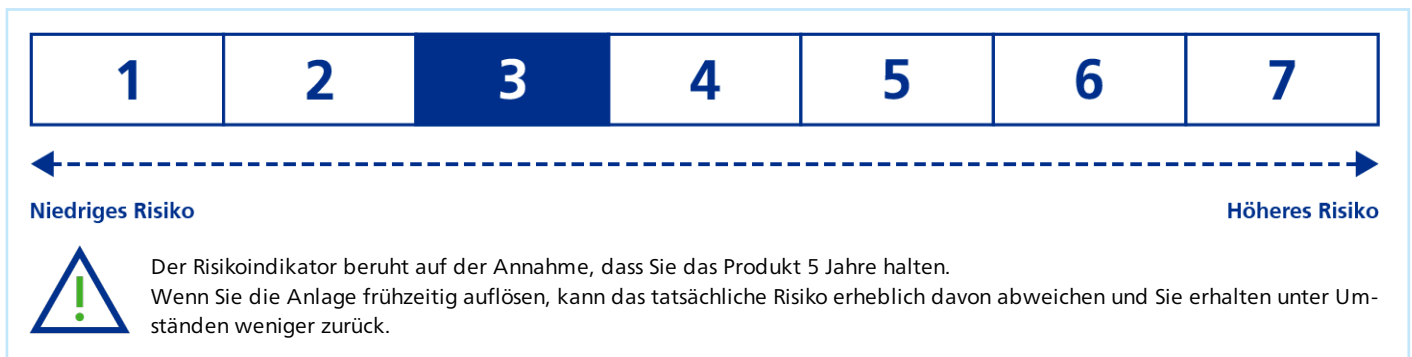 1 2 3 4 5 6 7
Niedriges Risiko Höheres Risiko
Der Risikoindikator beruht auf der Annahme, dass Sie das Produkt 5 Jahre halten.
Wenn Sie die Anlage frühzeitig auflösen, kann das tatsächliche Risiko erheblich davon abweichen und Sie erhalten unter Um-
ständen weniger zurück.